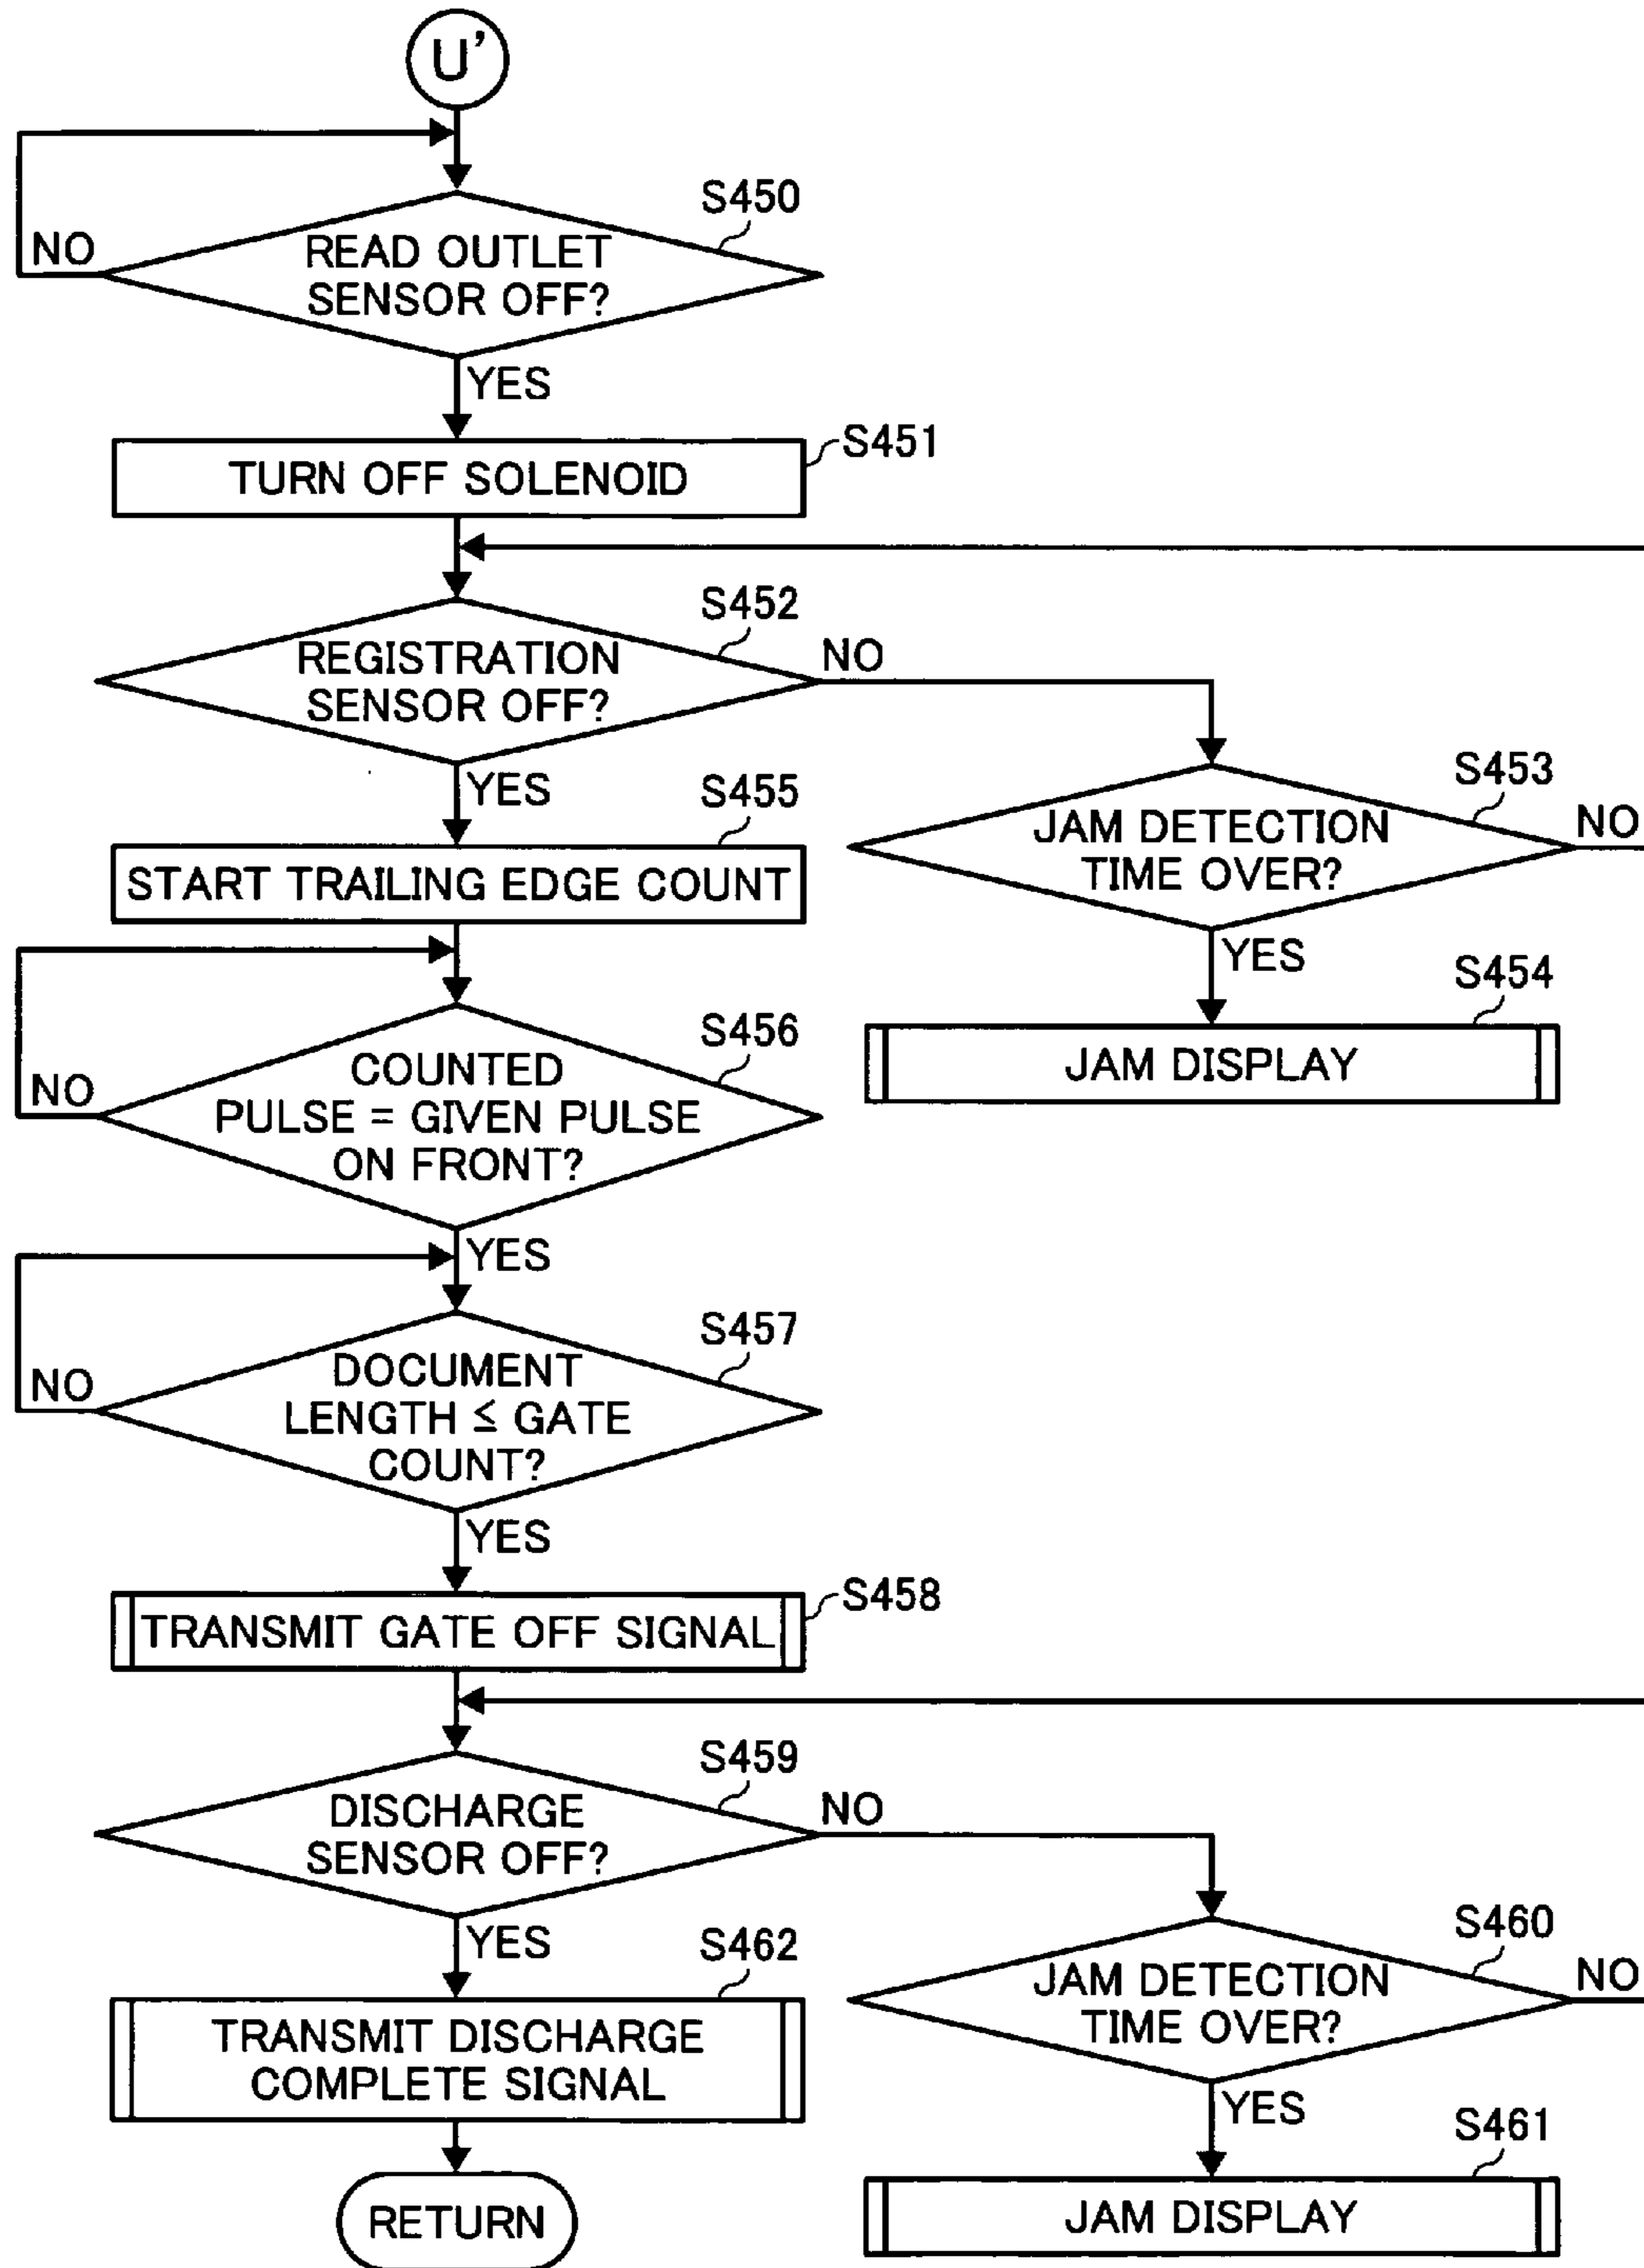 U'
S450
NO
READ OUTLET
SENSOR OFF?
YES
S451
TURN OFF SOLENOID
S452
REGISTRATION
SENSOR OFF?
NO
YES
S453
JAM DETECTION
TIME OVER?
NO
YES
S454
JAM DISPLAY
S455
START TRAILING EDGE COUNT
S456
COUNTED
PULSE = GIVEN PULSE
ON FRONT?
NO
YES
S457
DOCUMENT
LENGTH ≤ GATE
COUNT?
NO
YES
S458
TRANSMIT GATE OFF SIGNAL
S459
DISCHARGE
SENSOR OFF?
NO
YES
S460
JAM DETECTION
TIME OVER?
NO
YES
S461
JAM DISPLAY
S462
TRANSMIT DISCHARGE
COMPLETE SIGNAL
RETURN